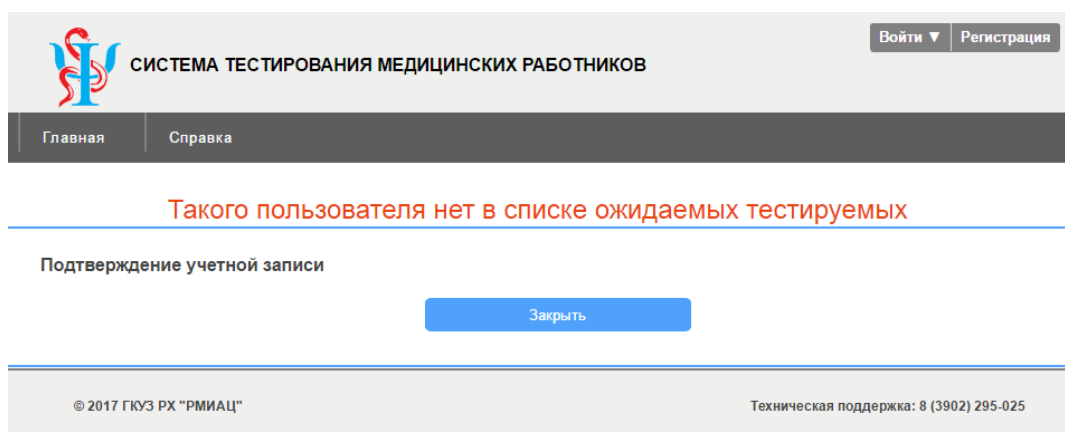 Войти ▼ Регистрация
СИСТЕМА ТЕСТИРОВАНИЯ МЕДИЦИНСКИХ РАБОТНИКОВ
Главная Справка
Такого пользователя нет в списке ожидаемых тестируемых
Подтверждение учетной записи
Закрыть
© 2017 ГКУЗ РХ "РМИАЦ" Техническая поддержка: 8 (3902) 295-025